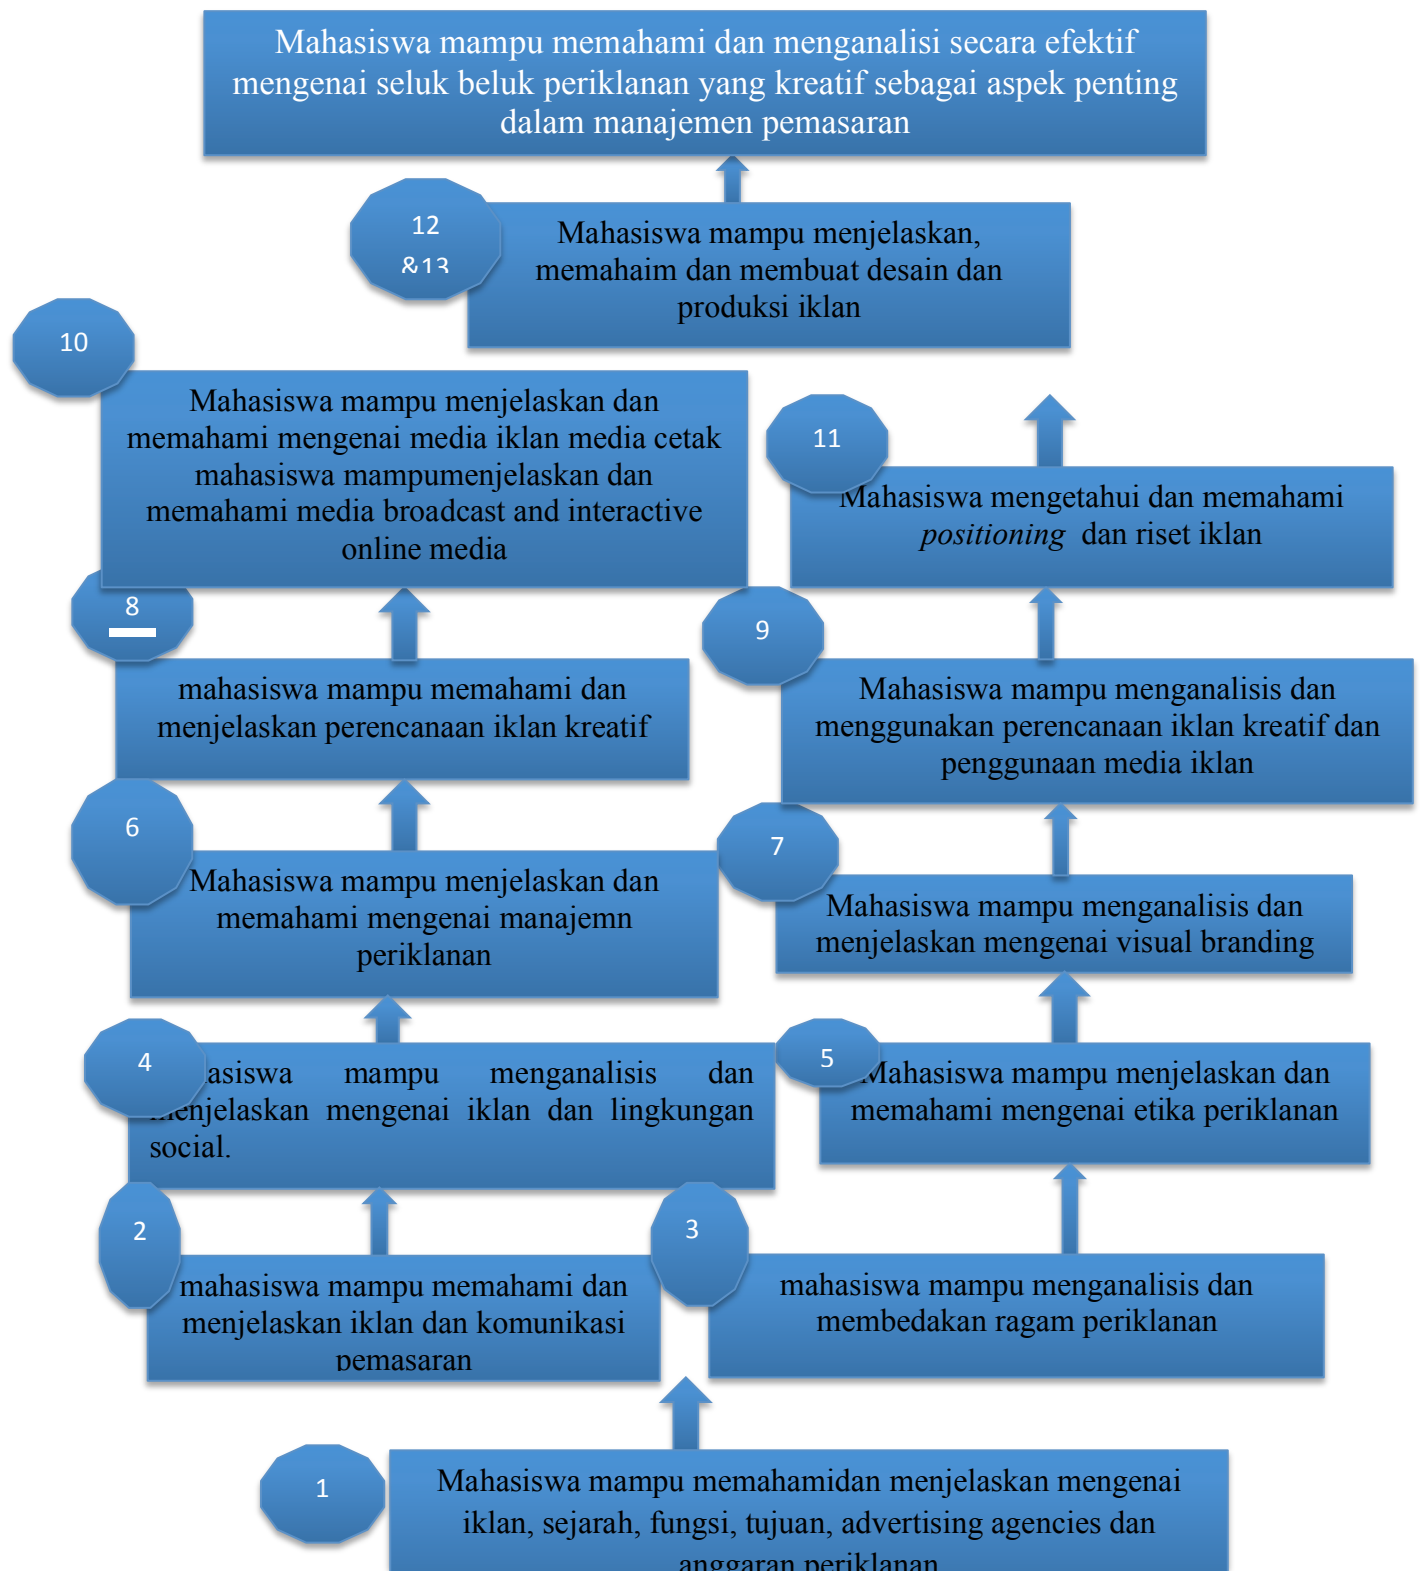 Mahasiswa mampu memahami dan menganalisi secara efektif
mengenai seluk beluk periklanan yang kreatif sebagai aspek penting
dalam manajemen pemasaran
12
&13
Mahasiswa mampu menjelaskan,
memahaim dan membuat desain dan
produksi iklan
10
Mahasiswa mampu menjelaskan dan
memahami mengenai media iklan media cetak
mahasiswa mampumenjelaskan dan
memahami media broadcast and interactive
online media
11
Mahasiswa mengetahui dan memahami
positioning dan riset iklan
8
mahasiswa mampu memahami dan
menjelaskan perencanaan iklan kreatif
9
Mahasiswa mampu menganalisis dan
menggunakan perencanaan iklan kreatif dan
penggunaan media iklan
6
Mahasiswa mampu menjelaskan dan
memahami mengenai manajemn
periklanan
7
Mahasiswa mampu menganalisis dan
menjelaskan mengenai visual branding
4
asiswa mampu menganalisis dan
menjelaskan mengenai iklan dan lingkungan
social.
5
Mahasiswa mampu menjelaskan dan
memahami mengenai etika periklanan
2
mahasiswa mampu memahami dan
menjelaskan iklan dan komunikasi
pemasaran
3
mahasiswa mampu menganalisis dan
membedakan ragam periklanan
1
Mahasiswa mampu memahamidan menjelaskan mengenai
iklan, sejarah, fungsi, tujuan, advertising agencies dan
anggaran periklanan